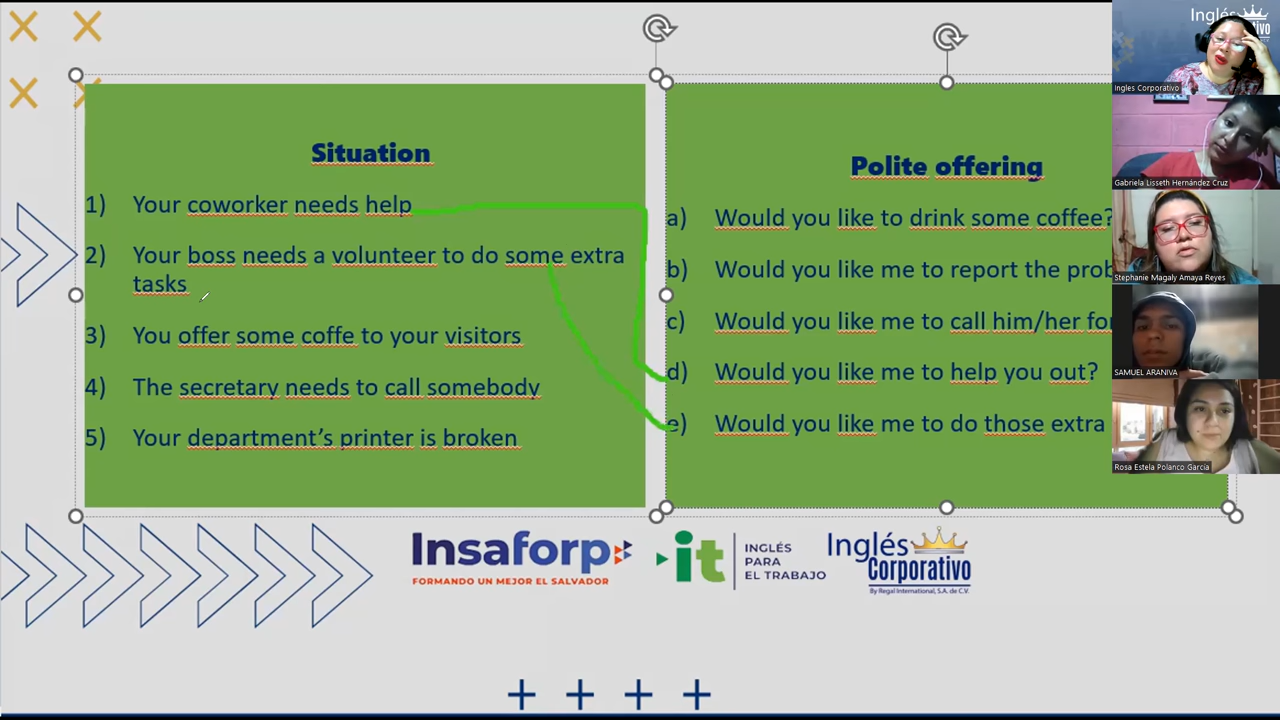 Situation
1) Your coworker needs help
2) Your boss needs a volunteer to do some extra
tasks
3) You offer some coffe to your visitors
4) The secretary needs to call somebody
5) Your department's printer is broken
Polite offering
a) Would you like to drink some coffee?
b) Would you like me to report the prob
c) Would you like me to call him/her for
d) Would you like me to help you out?
e) Would you like me to do those extra
Insaforp
FORMANDO UN MEJOR EL SALVADOR
it
INGLÉS
PARA
EL TRABAJO
Inglés
Corporativo
By Regal International, S.A. de C.V.
Inglés
Ingles Corporativo
Gabriela Lisseth Hernández Cruz
Stephanie Magaly Amaya Reyes
SAMUEL ARANIVA
Rosa Estela Polanco García